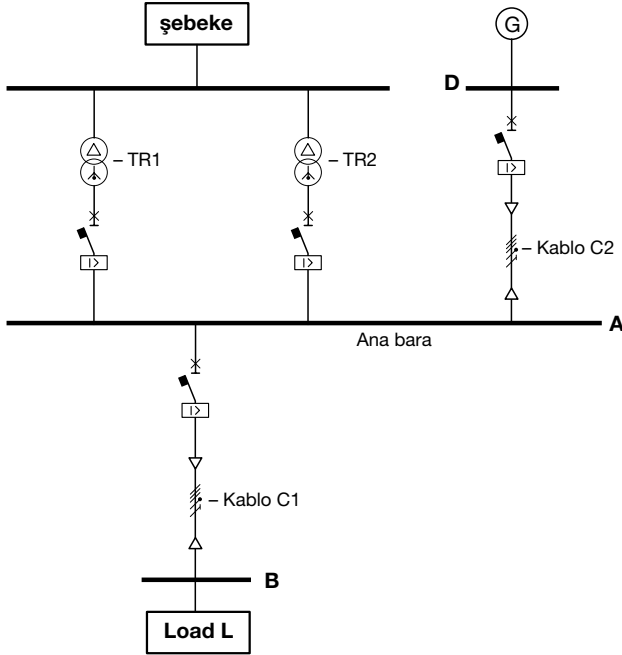 şebeke
G
D
– TR1
– TR2
– Kablo C2
A
Ana bara
– Kablo C1
B
Load L